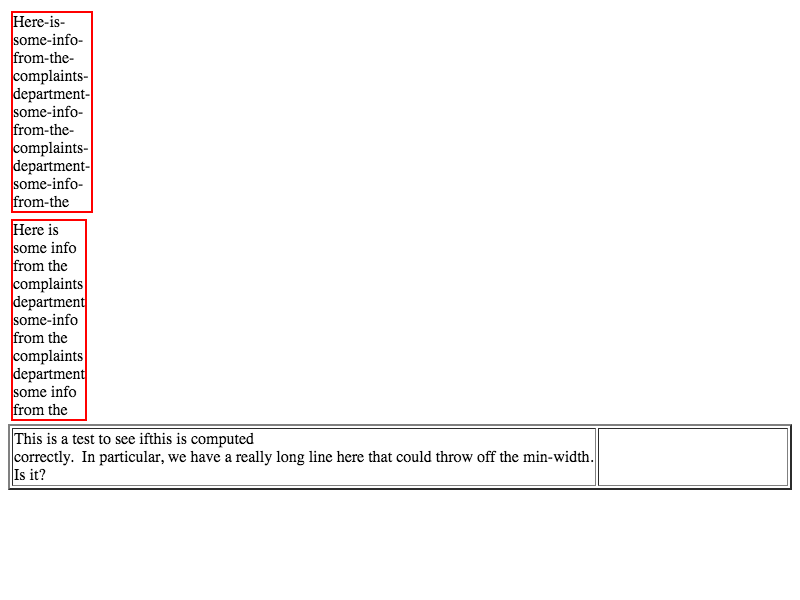 Here-is-
some-info-
from-the-
complaints-
department-
some-info-
from-the-
complaints-
department-
some-info-
from-the
Here is
some info
from the
complaints
department
some-info
from the
complaints
department
some info
from the
This is a test to see ifthis is computed
correctly.  In particular, we have a really long line here that could throw off the min-width.
Is it?